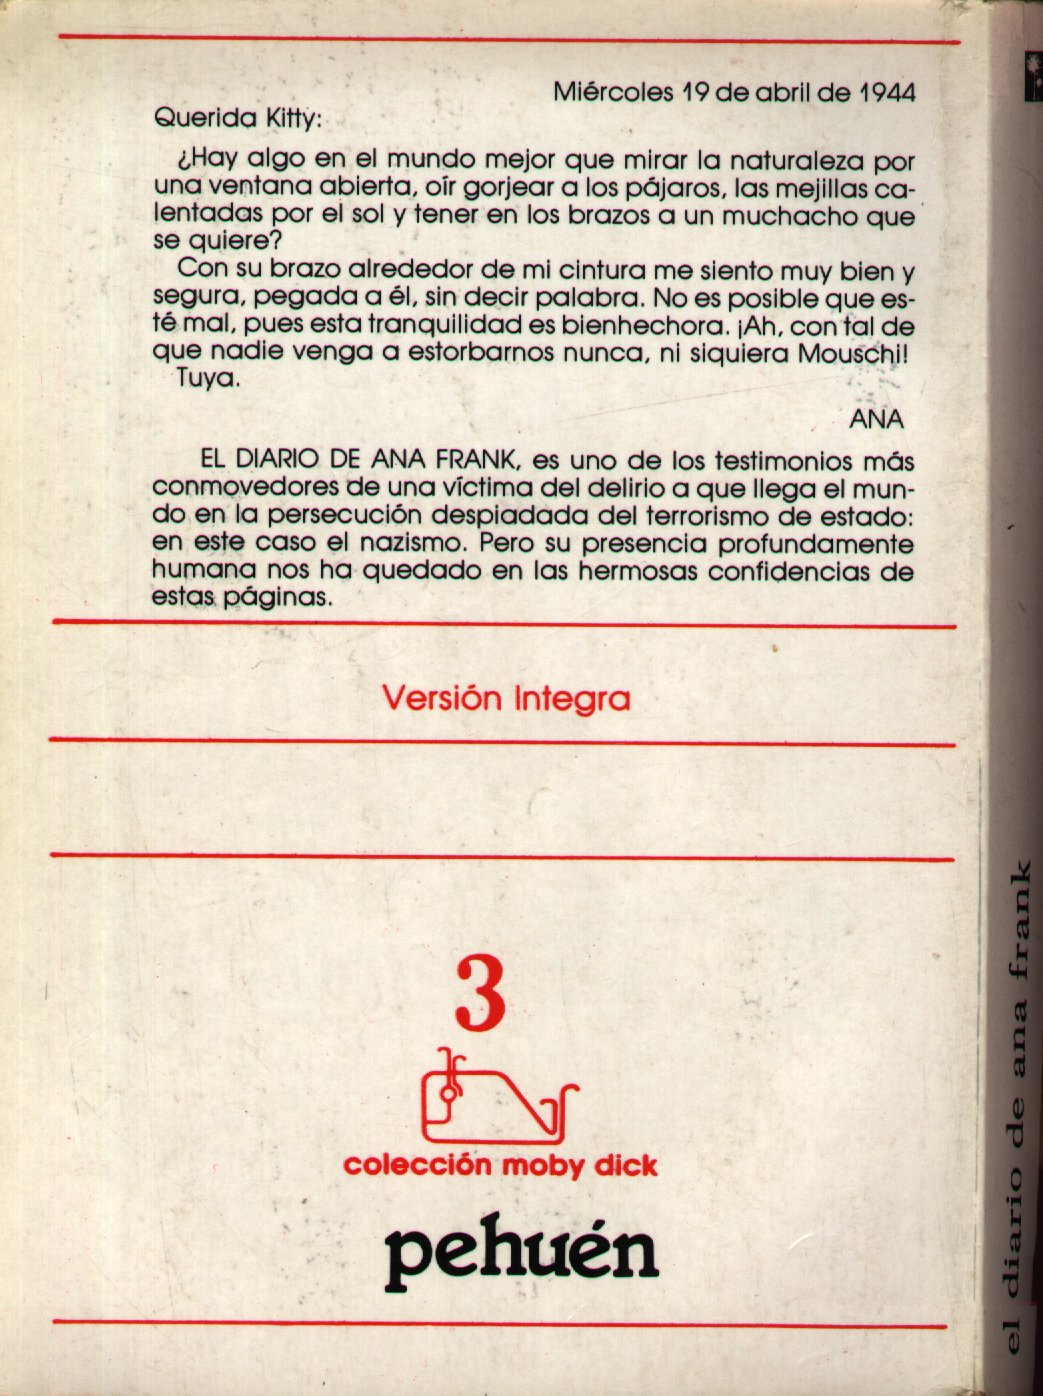 Miércoles 19 de abril de 1944
Querida Kitty:
¿Hay algo en el mundo mejor que mirar la naturaleza por
una ventana abierta, oír gorjear a los pájaros, las mejillas ca-
lentadas por el sol y tener en los brazos a un muchacho que
se quiere?
Con su brazo alrededor de mi cintura me siento muy bien y
segura, pegada a él, sin decir palabra. No es posible que es-
té mal, pues esta tranquilidad es bienhechora. ¡Ah, con tal de
que nadie venga a estorbarnos nunca, ni siquiera Mouschi!
Tuya.
ANA
EL DIARIO DE ANA FRANK, es uno de los testimonios más
conmovedores de una víctima del delirio a que llega el mun-
do en la persecución despiadada del terrorismo de estado:
en este caso el nazismo. Pero su presencia profundamente
humana nos ha quedado en las hermosas confidencias de
estas páginas.
Versión Integra
3
colección moby dick
pehuén
el diario de ana frank